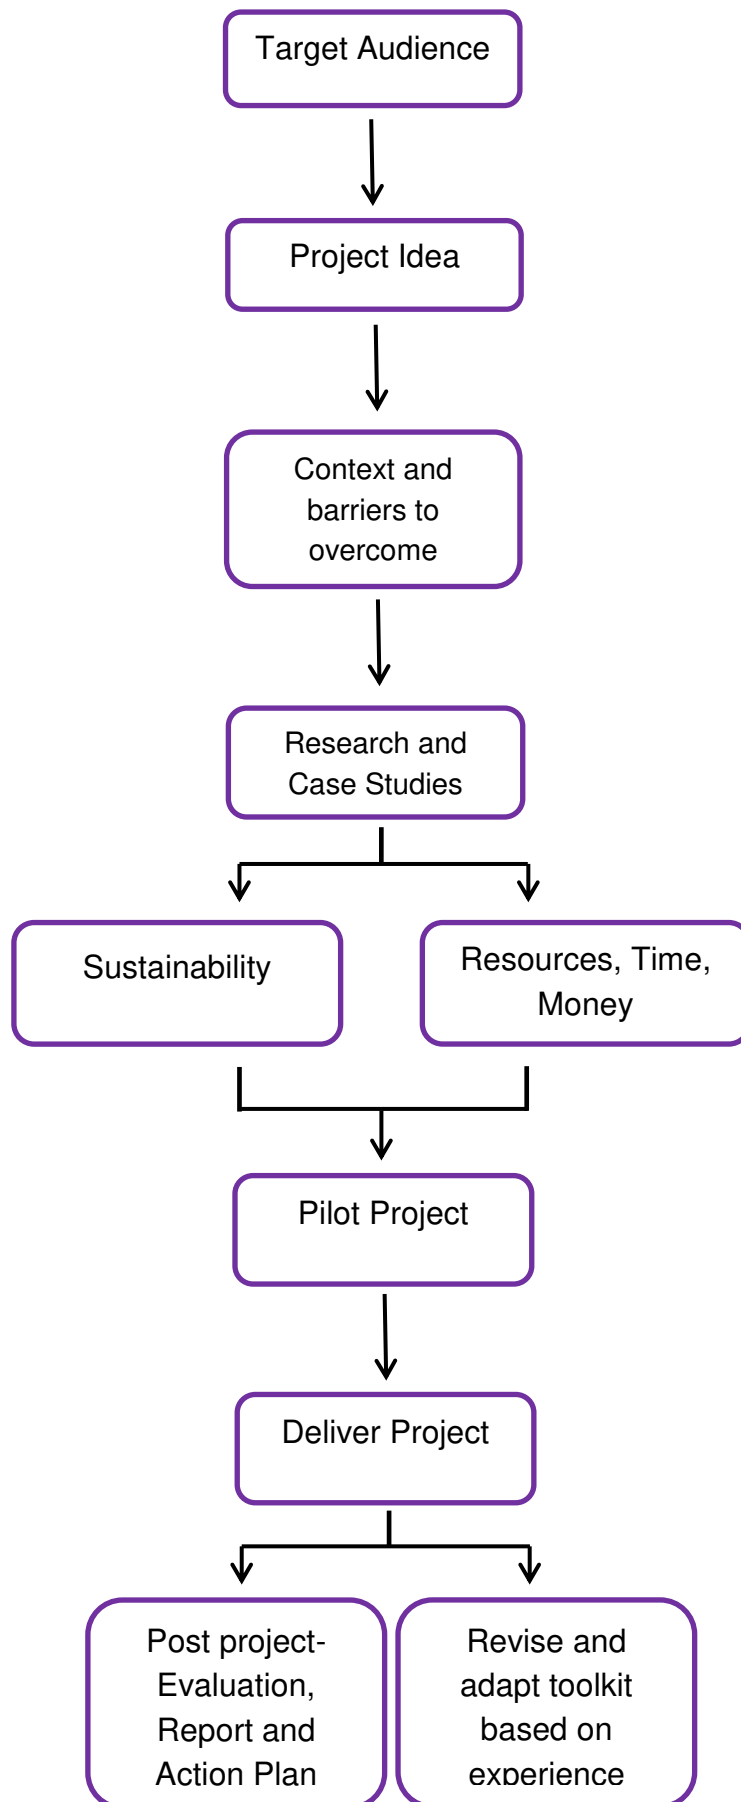 Target Audience
Project Idea
Context and
barriers to
overcome
Research and
Case Studies
Sustainability
Resources, Time,
Money
Pilot Project
Deliver Project
Post project-
Evaluation,
Report and
Action Plan
Revise and
adapt toolkit
based on
experience